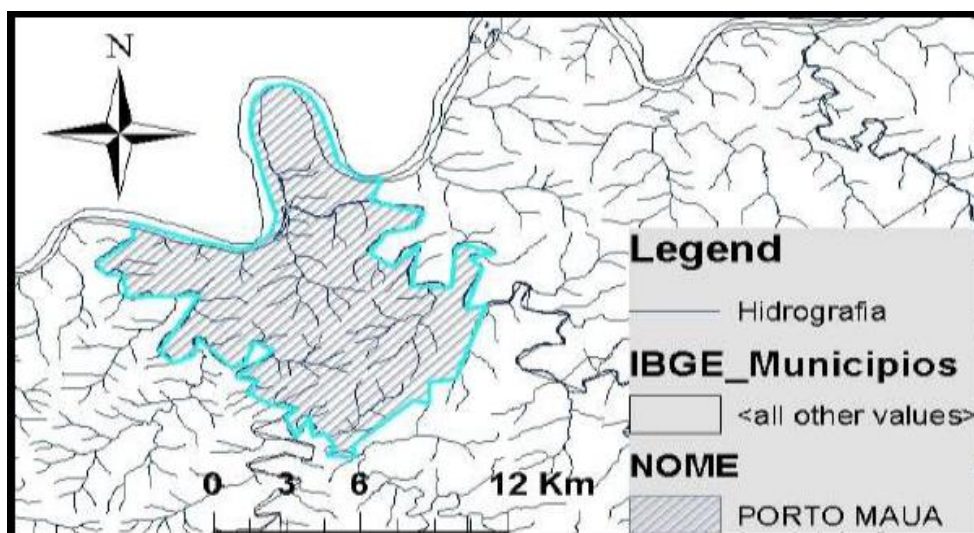 N
Legend
Hidrografia
IBGE_Municipios
<all other values>
NOME
PORTO MAUA
0 3 6 12 Km